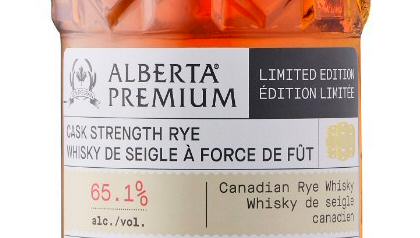 ALBERTA®
PREMIUM
LIMITED EDITION
ÉDITION LIMITÉE
CASK STRENGTH RYE
WHISKY DE SEIGLE À FORCE DE FÛT
65.1%
alc./vol.
Canadian Rye Whisky
Whisky de seigle
canadien